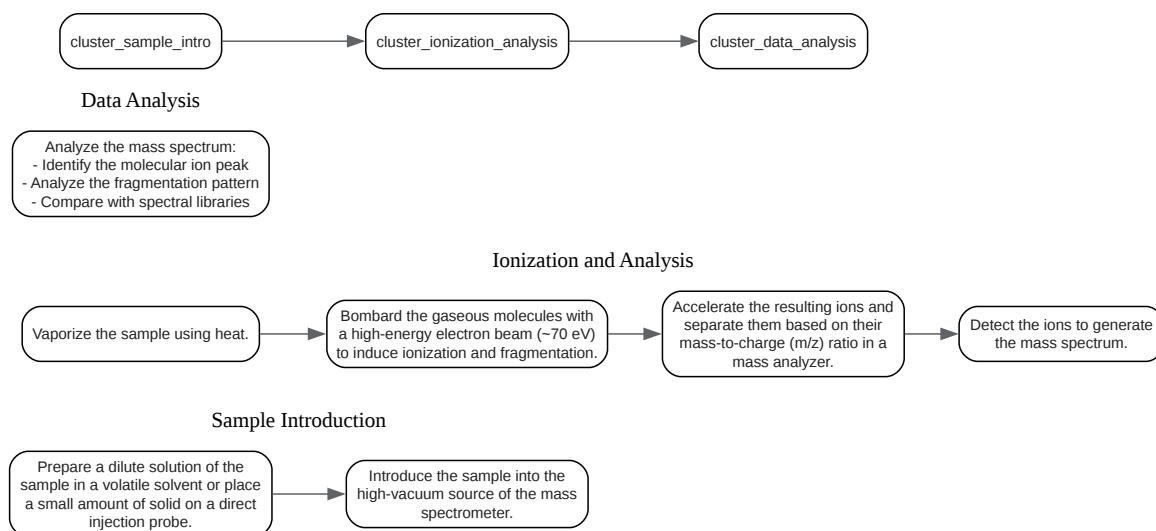 cluster_sample_intro
cluster_ionization_analysis
cluster_data_analysis
Data Analysis
Analyze the mass spectrum:
- Identify the molecular ion peak
- Analyze the fragmentation pattern
- Compare with spectral libraries
Ionization and Analysis
Vaporize the sample using heat.
Bombard the gaseous molecules with
a high-energy electron beam (~70 eV)
to induce ionization and fragmentation.
Accelerate the resulting ions and
separate them based on their
mass-to-charge (m/z) ratio in a
mass analyzer.
Detect the ions to generate
the mass spectrum.
Sample Introduction
Prepare a dilute solution of the
sample in a volatile solvent or place
a small amount of solid on a direct
injection probe.
Introduce the sample into the
high-vacuum source of the mass
spectrometer.